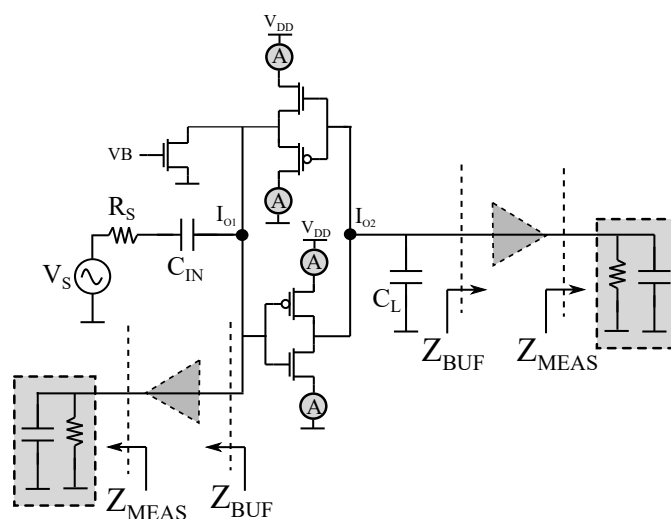 V_DD
A
VB
A
R_S
I_O1
I_O2
V_DD
A
V_S
C_IN
C_L
Z_BUF
Z_MEAS
A
Z_MEAS
Z_BUF